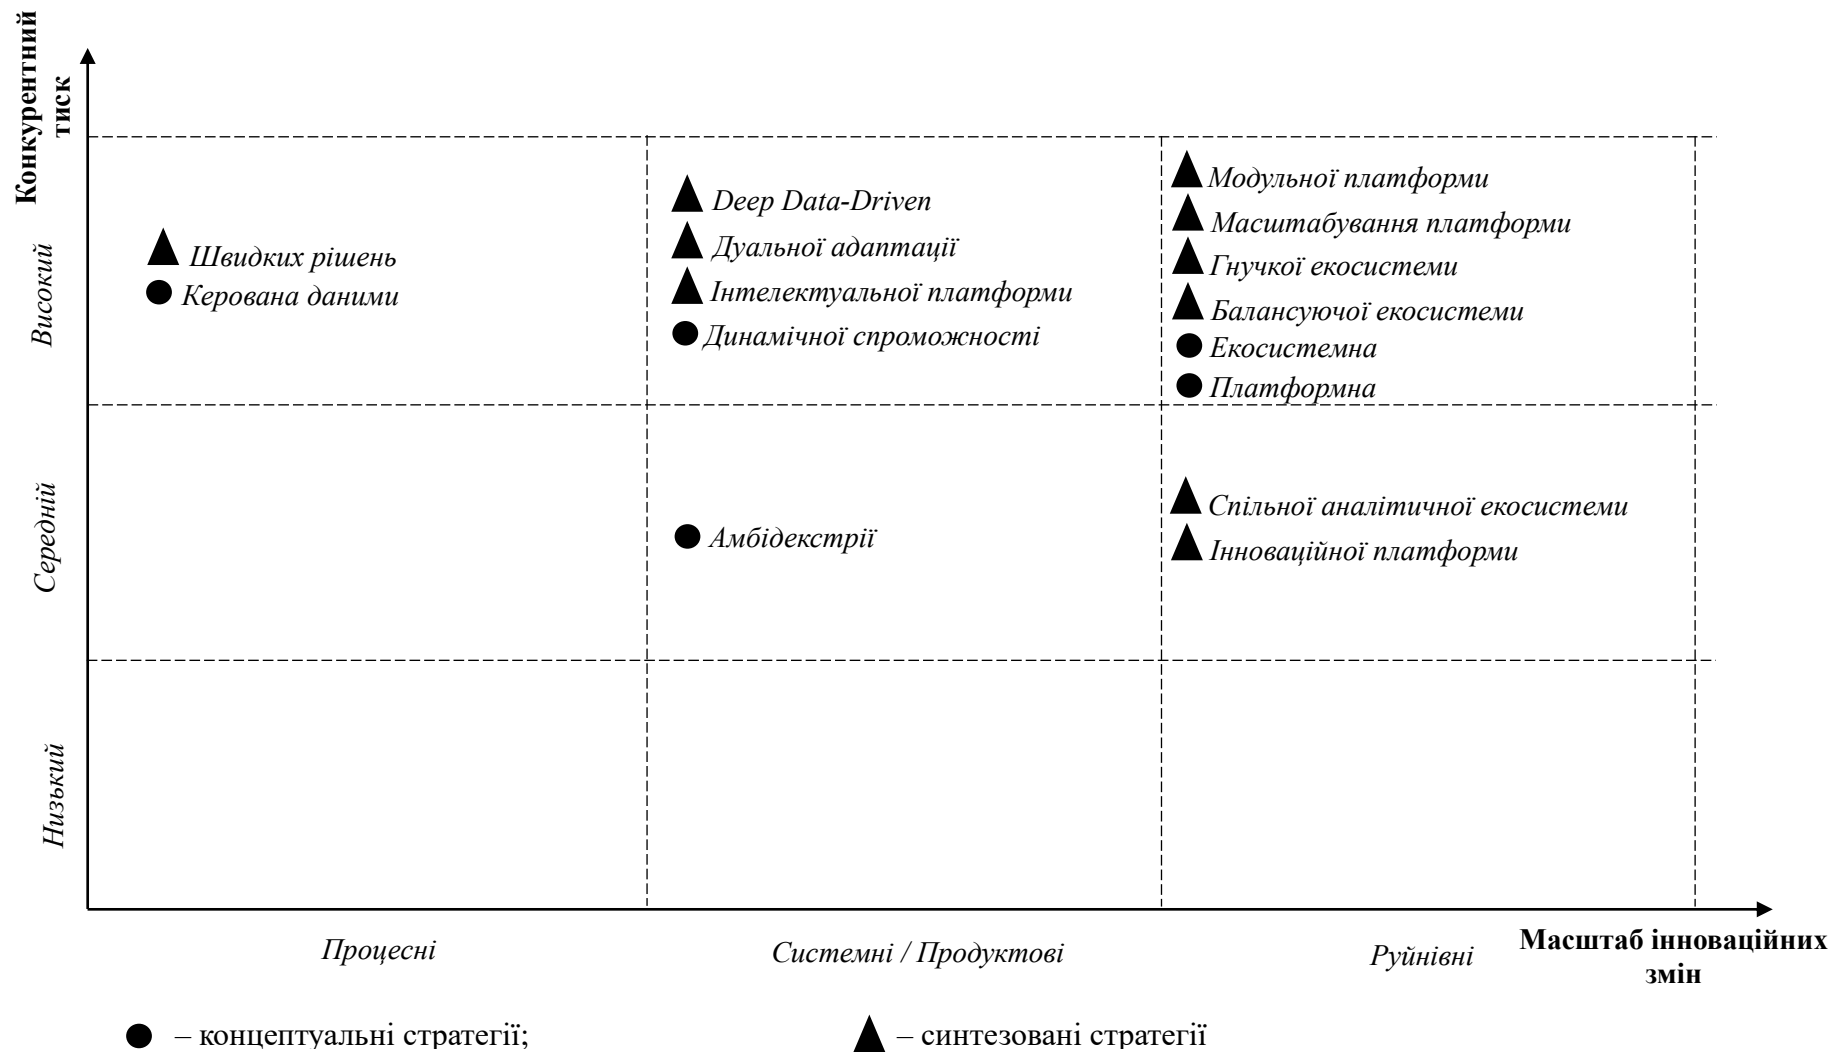 Конкурентний
тиск
Високий
Швидких рішень
Керована даними
Deep Data-Driven
Дуальної адаптації
Інтелектуальної платформи
Динамічної спроможності
Модульної платформи
Масштабування платформи
Гнучкої екосистеми
Балансуючої екосистеми
Екосистемна
Платформна
Середній
Амбідекстрії
Спільної аналітичної екосистеми
Інноваційної платформи
Низький
Процесні
Системні / Продуктові
Руйнівні
Масштаб інноваційних
змін
– концептуальні стратегії;
– синтезовані стратегії